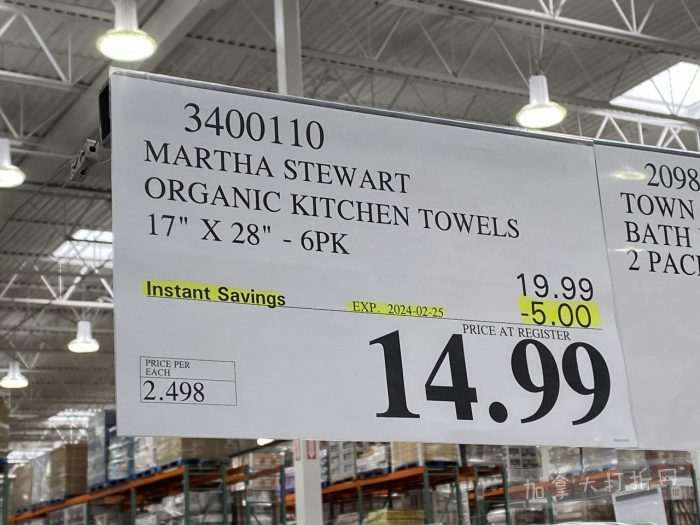 3400110
MARTHA STEWART
ORGANIC KITCHEN TOWELS
17" X 28" - 6PK
19.99
Instant Savings
EXP. 2024-02-25
-5.00
PRICE AT REGISTER
14.99
PRICE PER
EACH
2.498
2098
TOWN
BATH
2 PAC
加拿大打折网